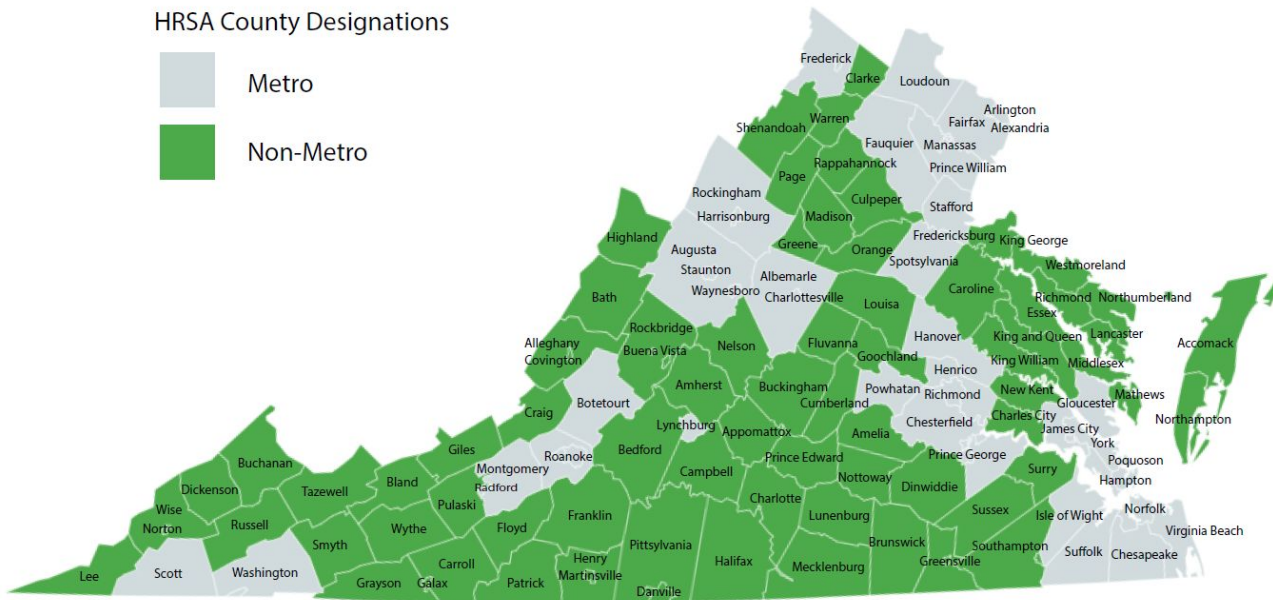 HRSA County Designations
Metro
Non-Metro
Frederick
Clarke
Loudoun
Arlington
Fairfax
Alexandria
Warren
Shenandoah
Fauquier
Manassas
Rappahannock
Prince William
Page
Rockingham
Culpeper
Stafford
Harrisonburg
Madison
Highland
Greene
Orange
Fredericksburg
King George
Augusta
Spotsylvania
Westmoreland
Staunton
Albemarle
Waynesboro
Charlottesville
Bath
Louisa
Caroline
Richmond
Northumberland
Essex
Rockbridge
Hanover
King and Queen
Lancaster
Accomack
Alleghany
Buena Vista
Nelson
Fluvanna
Goochland
King William
Middlesex
Covington
Henrico
Amherst
Buckingham
Powhatan
Richmond
New Kent
Mathews
Botetourt
Cumberland
Gloucester
Craig
Charles City
Northampton
Lynchburg
Appomattox
Amelia
Chesterfield
James City
York
Giles
Bedford
Roanoke
Prince Edward
Prince George
Poquoson
Buchanan
Montgomery
Campbell
Surry
Hampton
Dickenson
Tazewell
Bland
Radford
Nottoway
Dinwiddie
Pulaski
Charlotte
Wise
Norton
Russell
Wythe
Floyd
Franklin
Lunenburg
Sussex
Isle of Wight
Norfolk
Smyth
Pittsylvania
Brunswick
Southampton
Virginia Beach
Carroll
Henry
Halifax
Greensville
Suffolk
Chesapeake
Lee
Scott
Washington
Grayson
Galax
Patrick
Martinsville
Danville
Mecklenburg